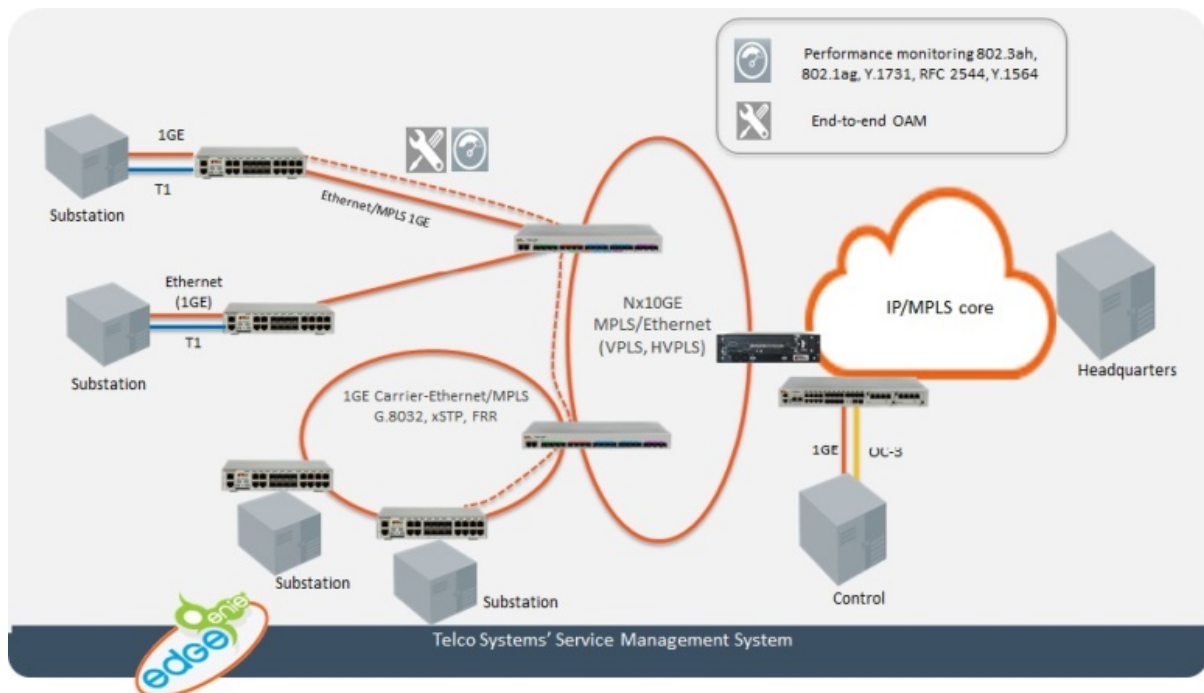 Performance monitoring 802.3ah,
802.1ag, Y.1731, RFC 2544, Y.1564
End-to-end OAM
1GE
T1
Substation
Ethernet/MPLS 1GE
Ethernet
(1GE)
T1
Substation
Nx10GE
MPLS/Ethernet
(VPLS, HVPLS)
IP/MPLS core
Headquarters
1GE Carrier-Ethernet/MPLS
G.8032, xSTP, FRR
1GE
OC-3
Substation
Substation
Control
edge genie
Telco Systems' Service Management System